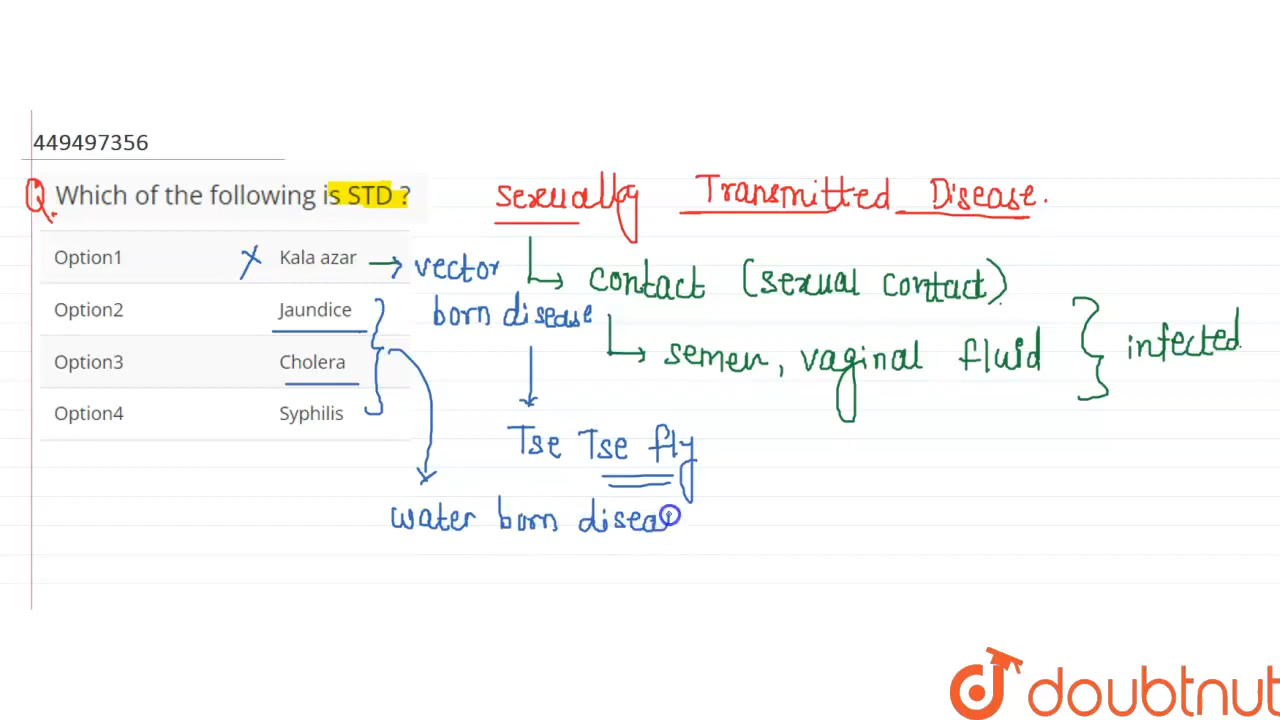 449497356
Q. Which of the following is STD ?
Sexually Transmitted Disease.
Option1 X Kala azar → vector born disease
contact (sexual contact)
Option2 Jaundice
semen, vaginal fluid } infected
Option3 Cholera
Option4 Syphilis
Tse Tse fly
water born disea
doubtnut